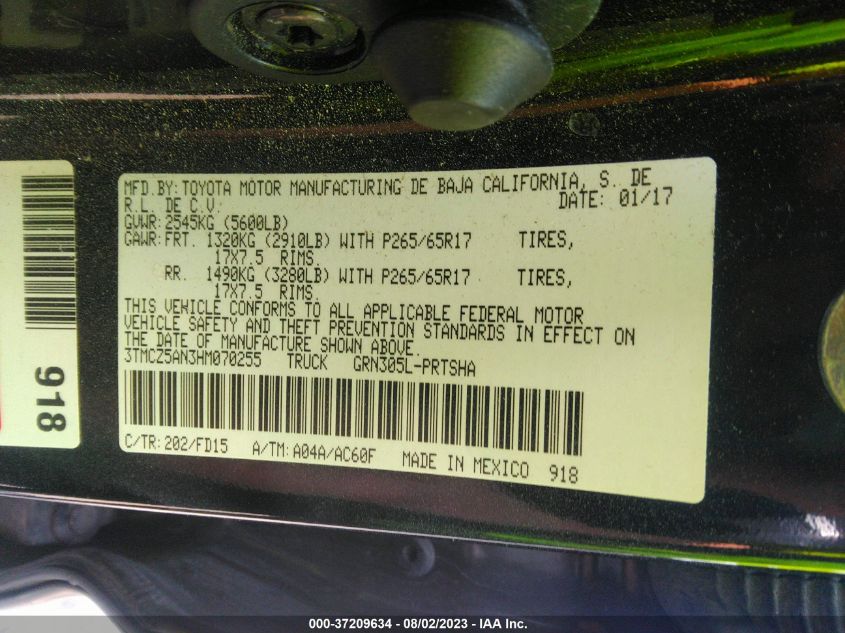 MFD.BY:TOYOTA MOTOR MANUFACTURING DE BAJA CALIFORNIA, S. DE
R.L. DE C.V.
DATE: 01/17
GVWR:2545KG (5600LB)
GAWR:FRT. 1320KG (2910LB) WITH P265/65R17 TIRES,
17X7.5 RIMS.
RR. 1490KG (3280LB) WITH P265/65R17 TIRES,
17X7.5 RIMS.
THIS VEHICLE CONFORMS TO ALL APPLICABLE FEDERAL MOTOR
VEHICLE SAFETY AND THEFT PREVENTION STANDARDS IN EFFECT ON
THE DATE OF MANUFACTURE SHOWN ABOVE.
3TMCZ5AN3HM070255 TRUCK GRN305L-PRTSHA
C/TR:202/FD15 A/TM:A04A/AC60F MADE IN MEXICO 918
918
000-37209634 - 08/02/2023 - IAA Inc.